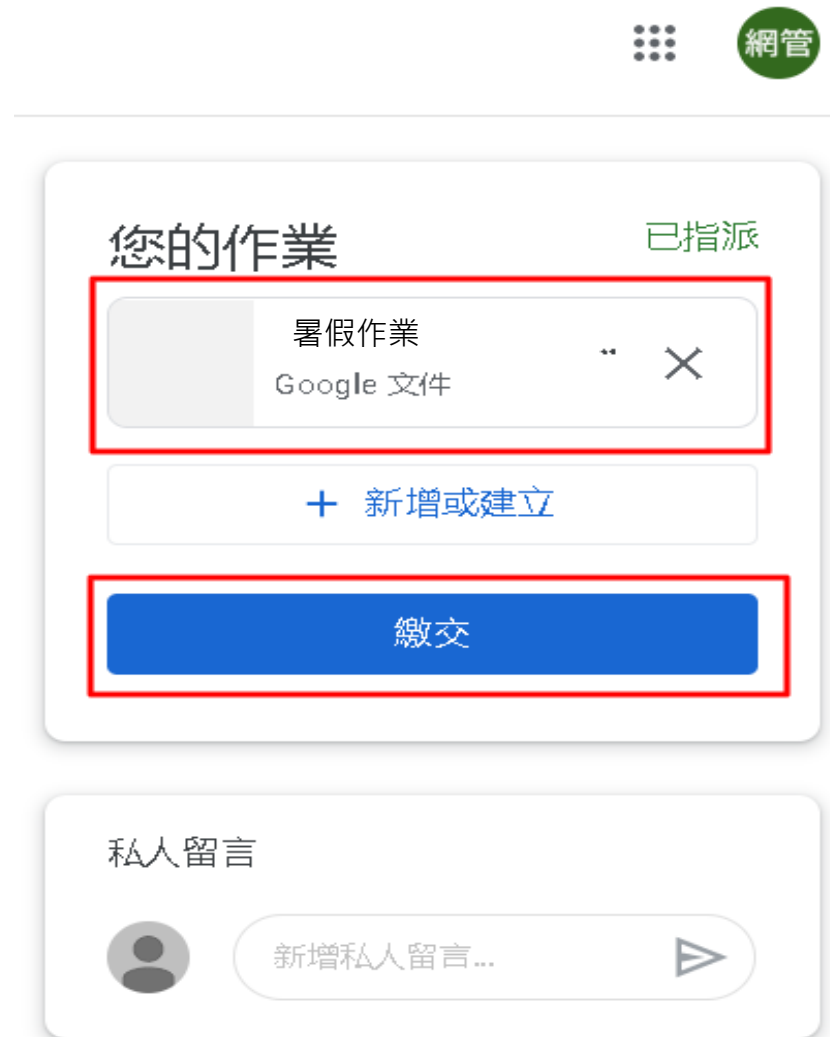 網管
您的作業
已指派
暑假作業
Google 文件
+ 新增或建立
繳交
私人留言
新增私人留言...